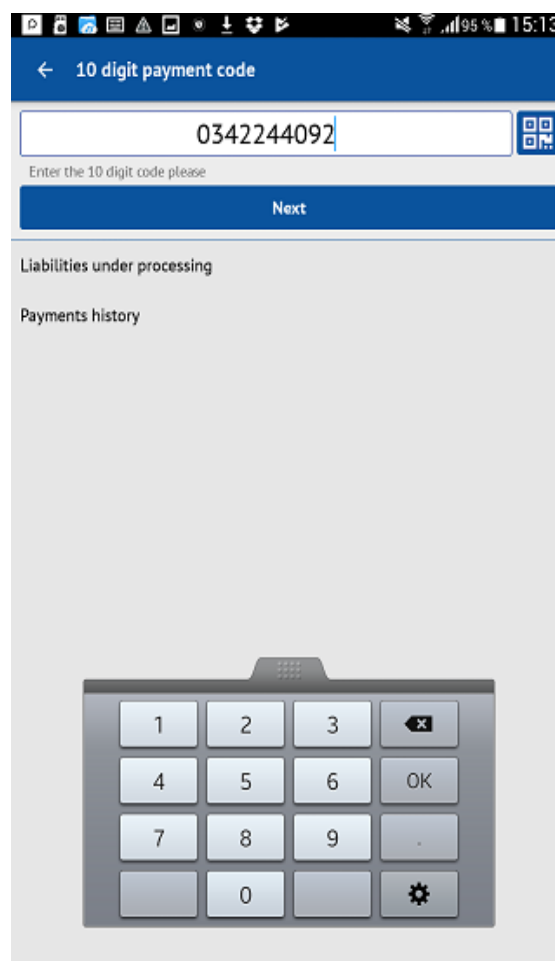 95 % 15:13
10 digit payment code
0342244092
Enter the 10 digit code please
Next
Liabilities under processing
Payments history
1 2 3
4 5 6 OK
7 8 9 .
0